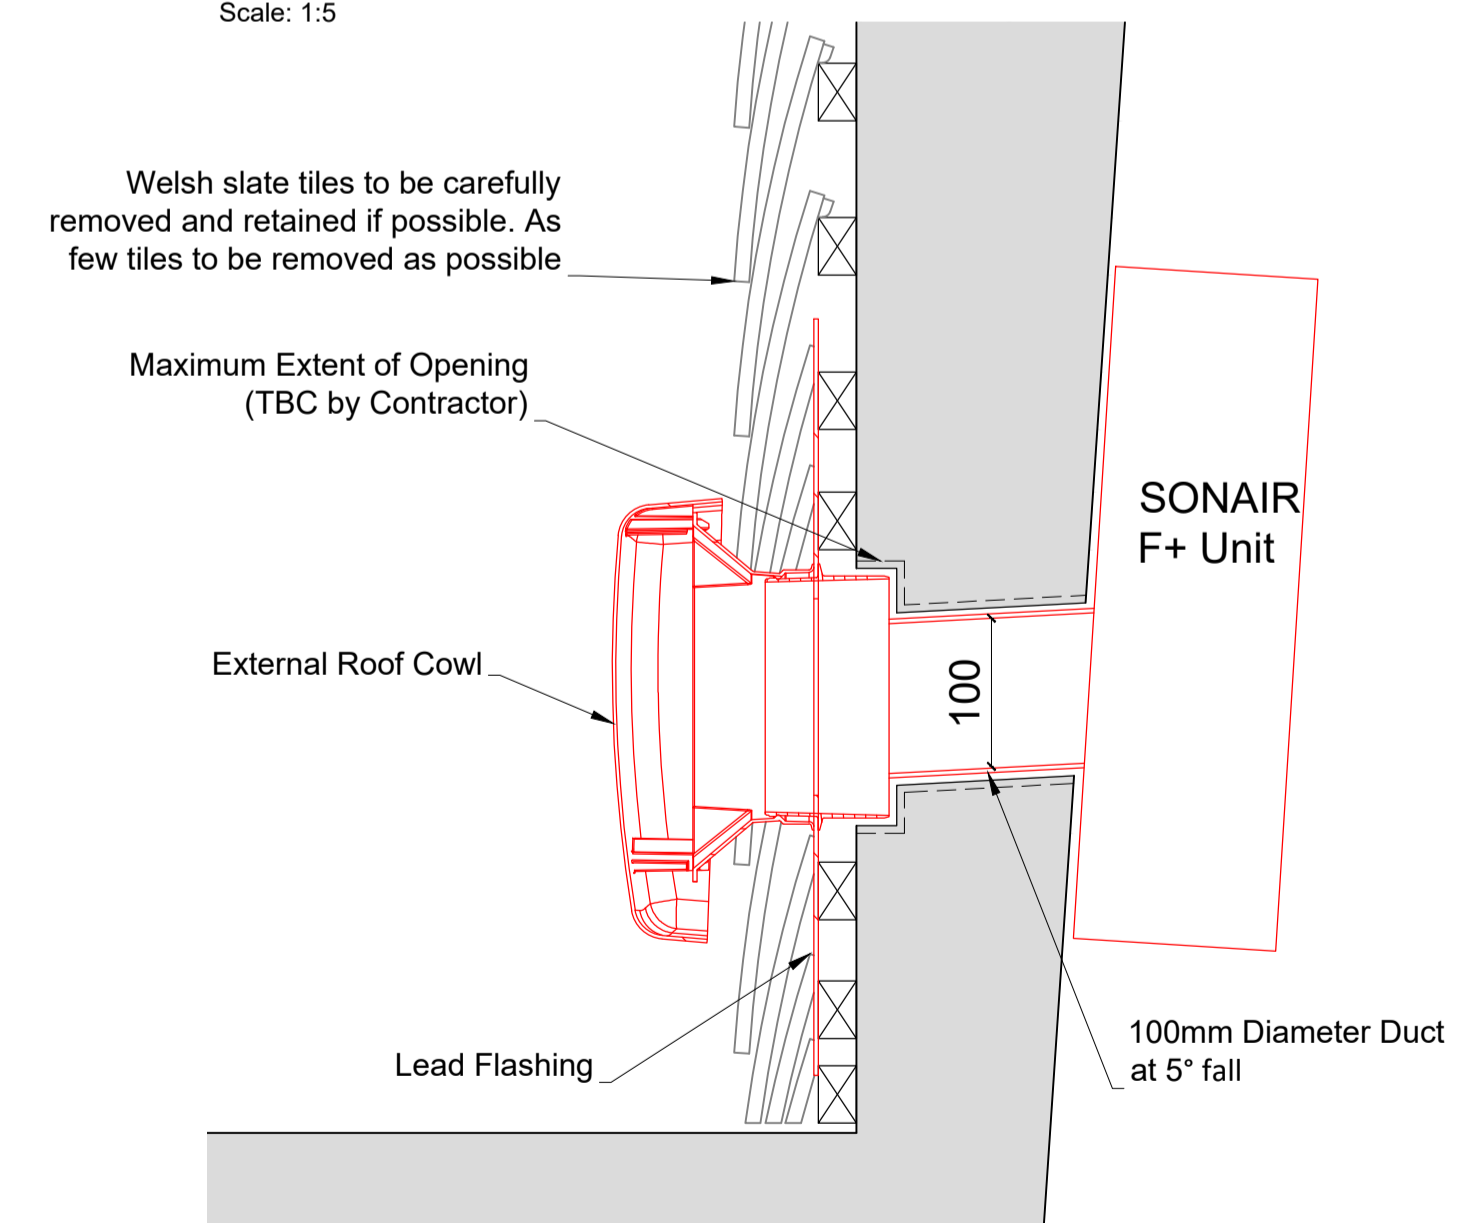 Scale: 1:5
Welsh slate tiles to be carefully
removed and retained if possible. As
few tiles to be removed as possible
Maximum Extent of Opening
(TBC by Contractor)
SONAIR
F+ Unit
External Roof Cowl
100
Lead Flashing
100mm Diameter Duct
at 5° fall